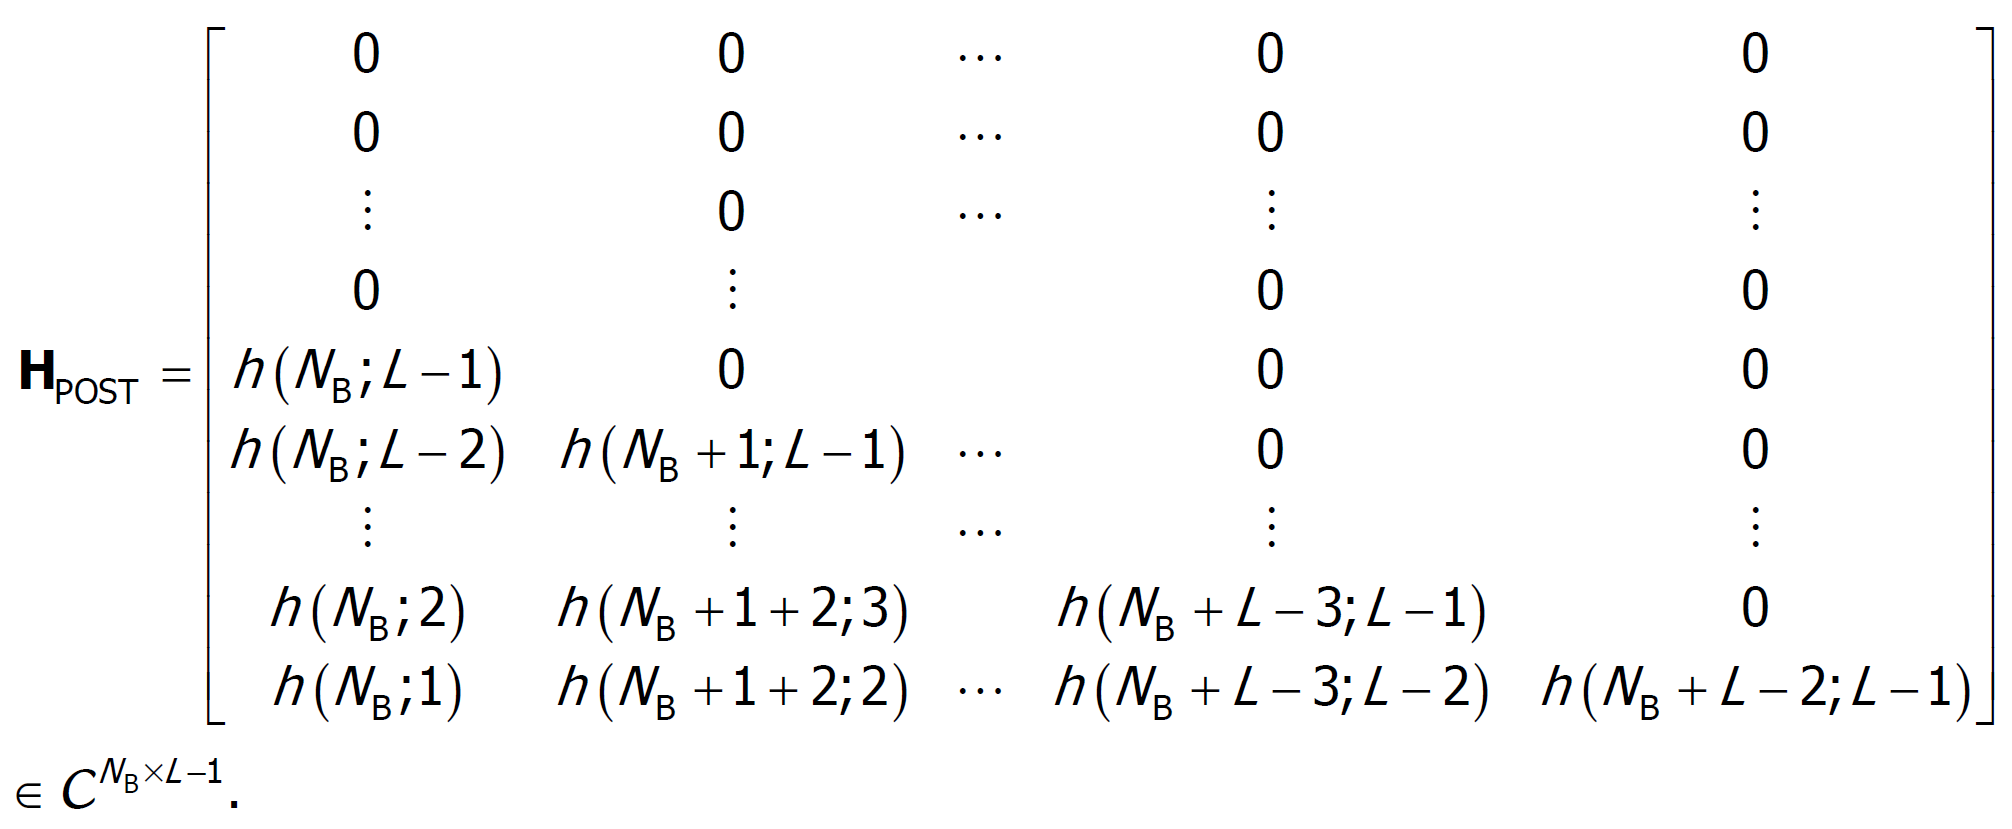 0 0 ⋯ 0 0
0 0 ⋯ 0 0
⋮ 0 ⋯ ⋮ ⋮
0 ⋮ 0 0
𝐇_POST = h(N_B;L−1) 0 0 0
h(N_B;L−2) h(N_B+1;L−1) ⋯ 0 0
⋮ ⋮ ⋯ ⋮ ⋮
h(N_B;2) h(N_B+1+2;3) h(N_B+L−3;L−1) 0
h(N_B;1) h(N_B+1+2;2) ⋯ h(N_B+L−3;L−2) h(N_B+L−2;L−1)
∈ C^{N_B×L−1}.